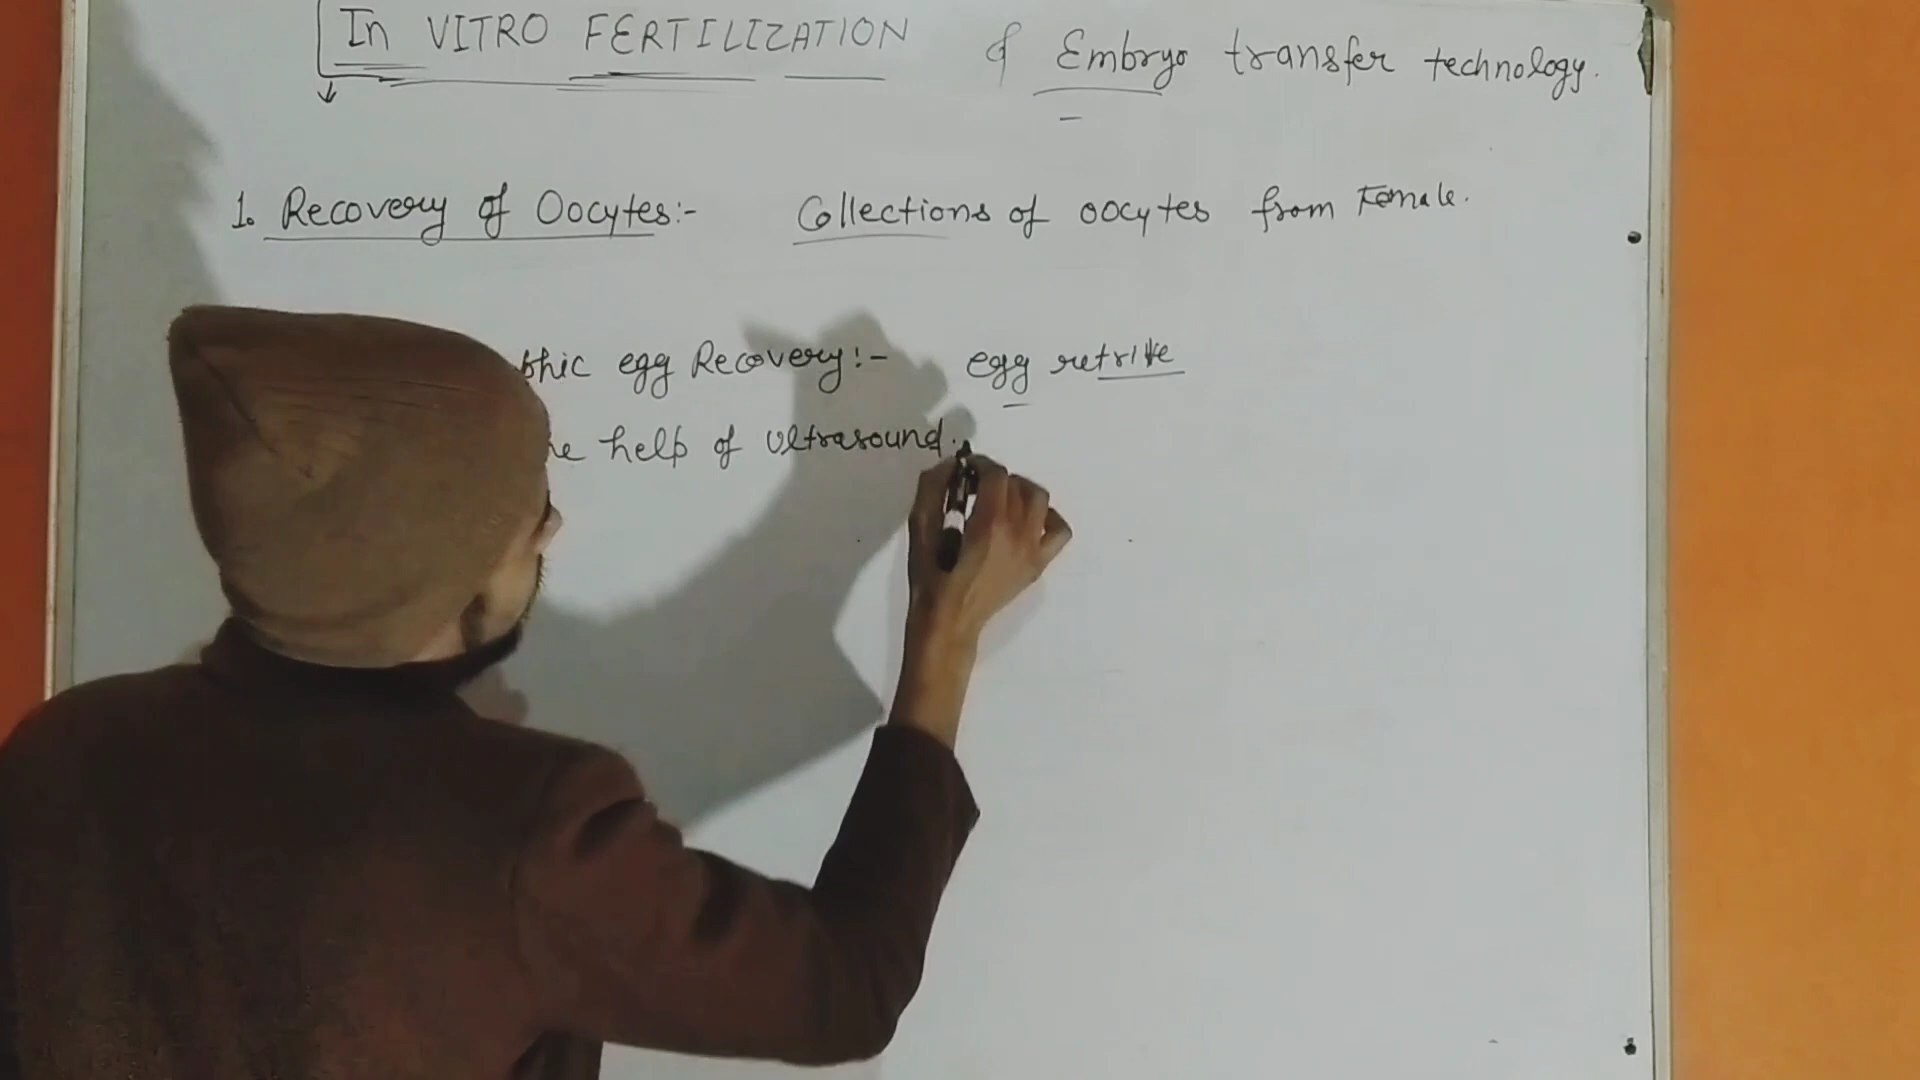 In VITRO FERTILIZATION & Embryo transfer technology.
1. Recovery of Oocytes:- Collections of oocytes from Female.
phic egg Recovery:- egg retrive
he help of ultrasound.